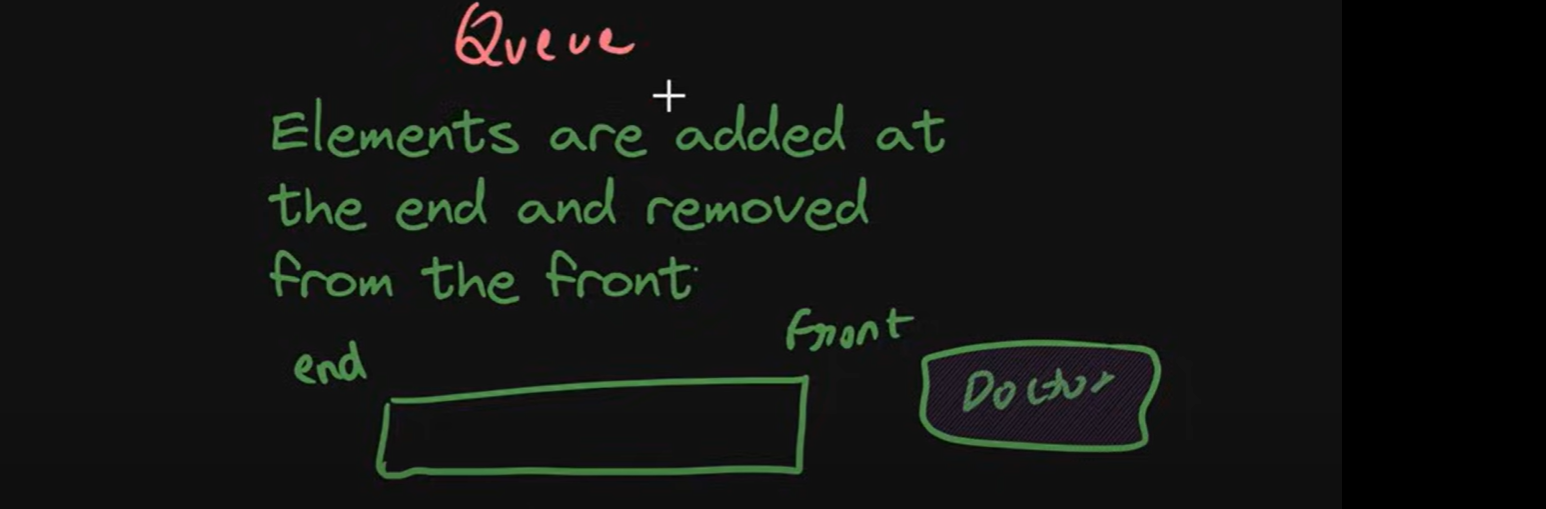 Queue
Elements are added at
the end and removed
from the front
front
end
Doctor